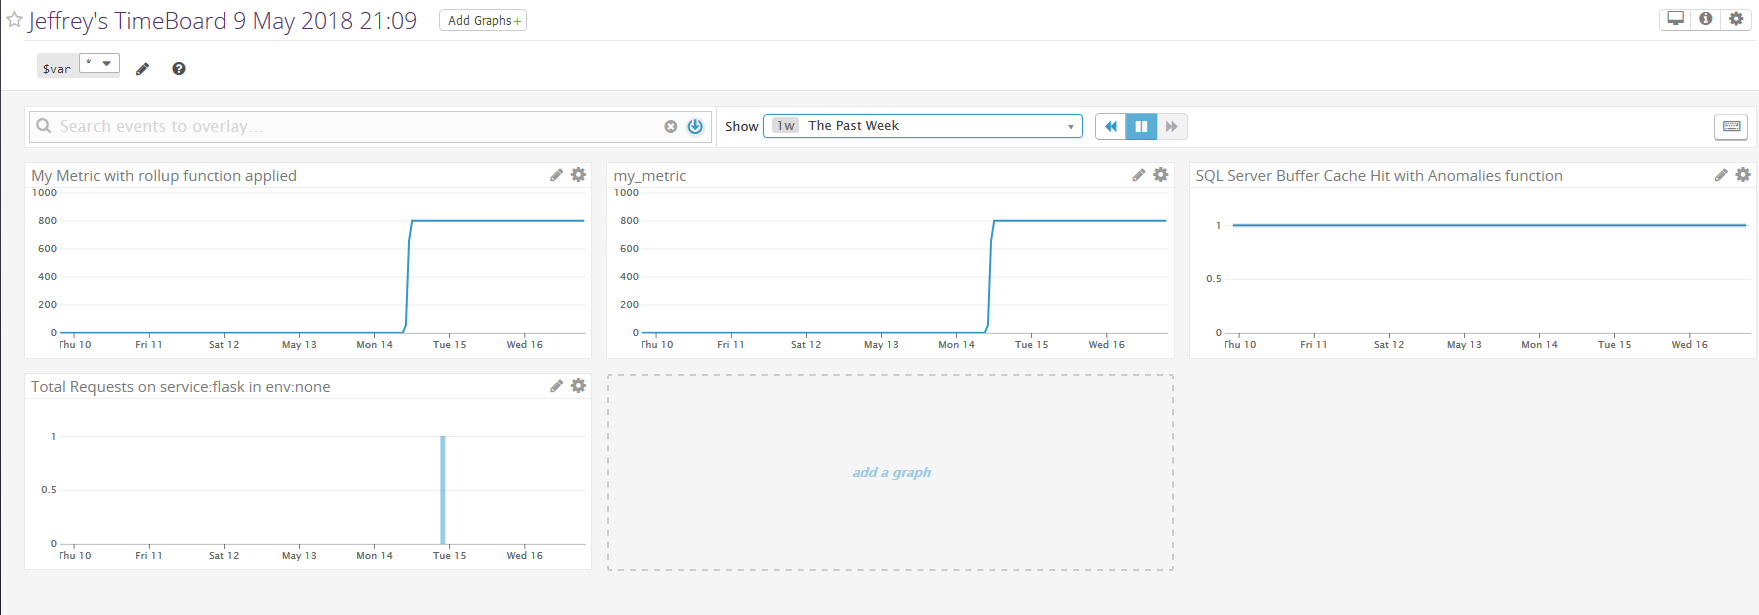 Jeffrey's TimeBoard 9 May 2018 21:09 Add Graphs+
$var *
Search events to overlay...
Show 1w The Past Week
My Metric with rollup function applied
1000
800
600
400
200
0
Thu 10 Fri 11 Sat 12 May 13 Mon 14 Tue 15 Wed 16
my_metric
1000
800
600
400
200
0
Thu 10 Fri 11 Sat 12 May 13 Mon 14 Tue 15 Wed 16
SQL Server Buffer Cache Hit with Anomalies function
1
0.5
0
Thu 10 Fri 11 Sat 12 May 13 Mon 14 Tue 15 Wed 16
Total Requests on service:flask in env:none
1
0.5
0
Thu 10 Fri 11 Sat 12 May 13 Mon 14 Tue 15 Wed 16
add a graph